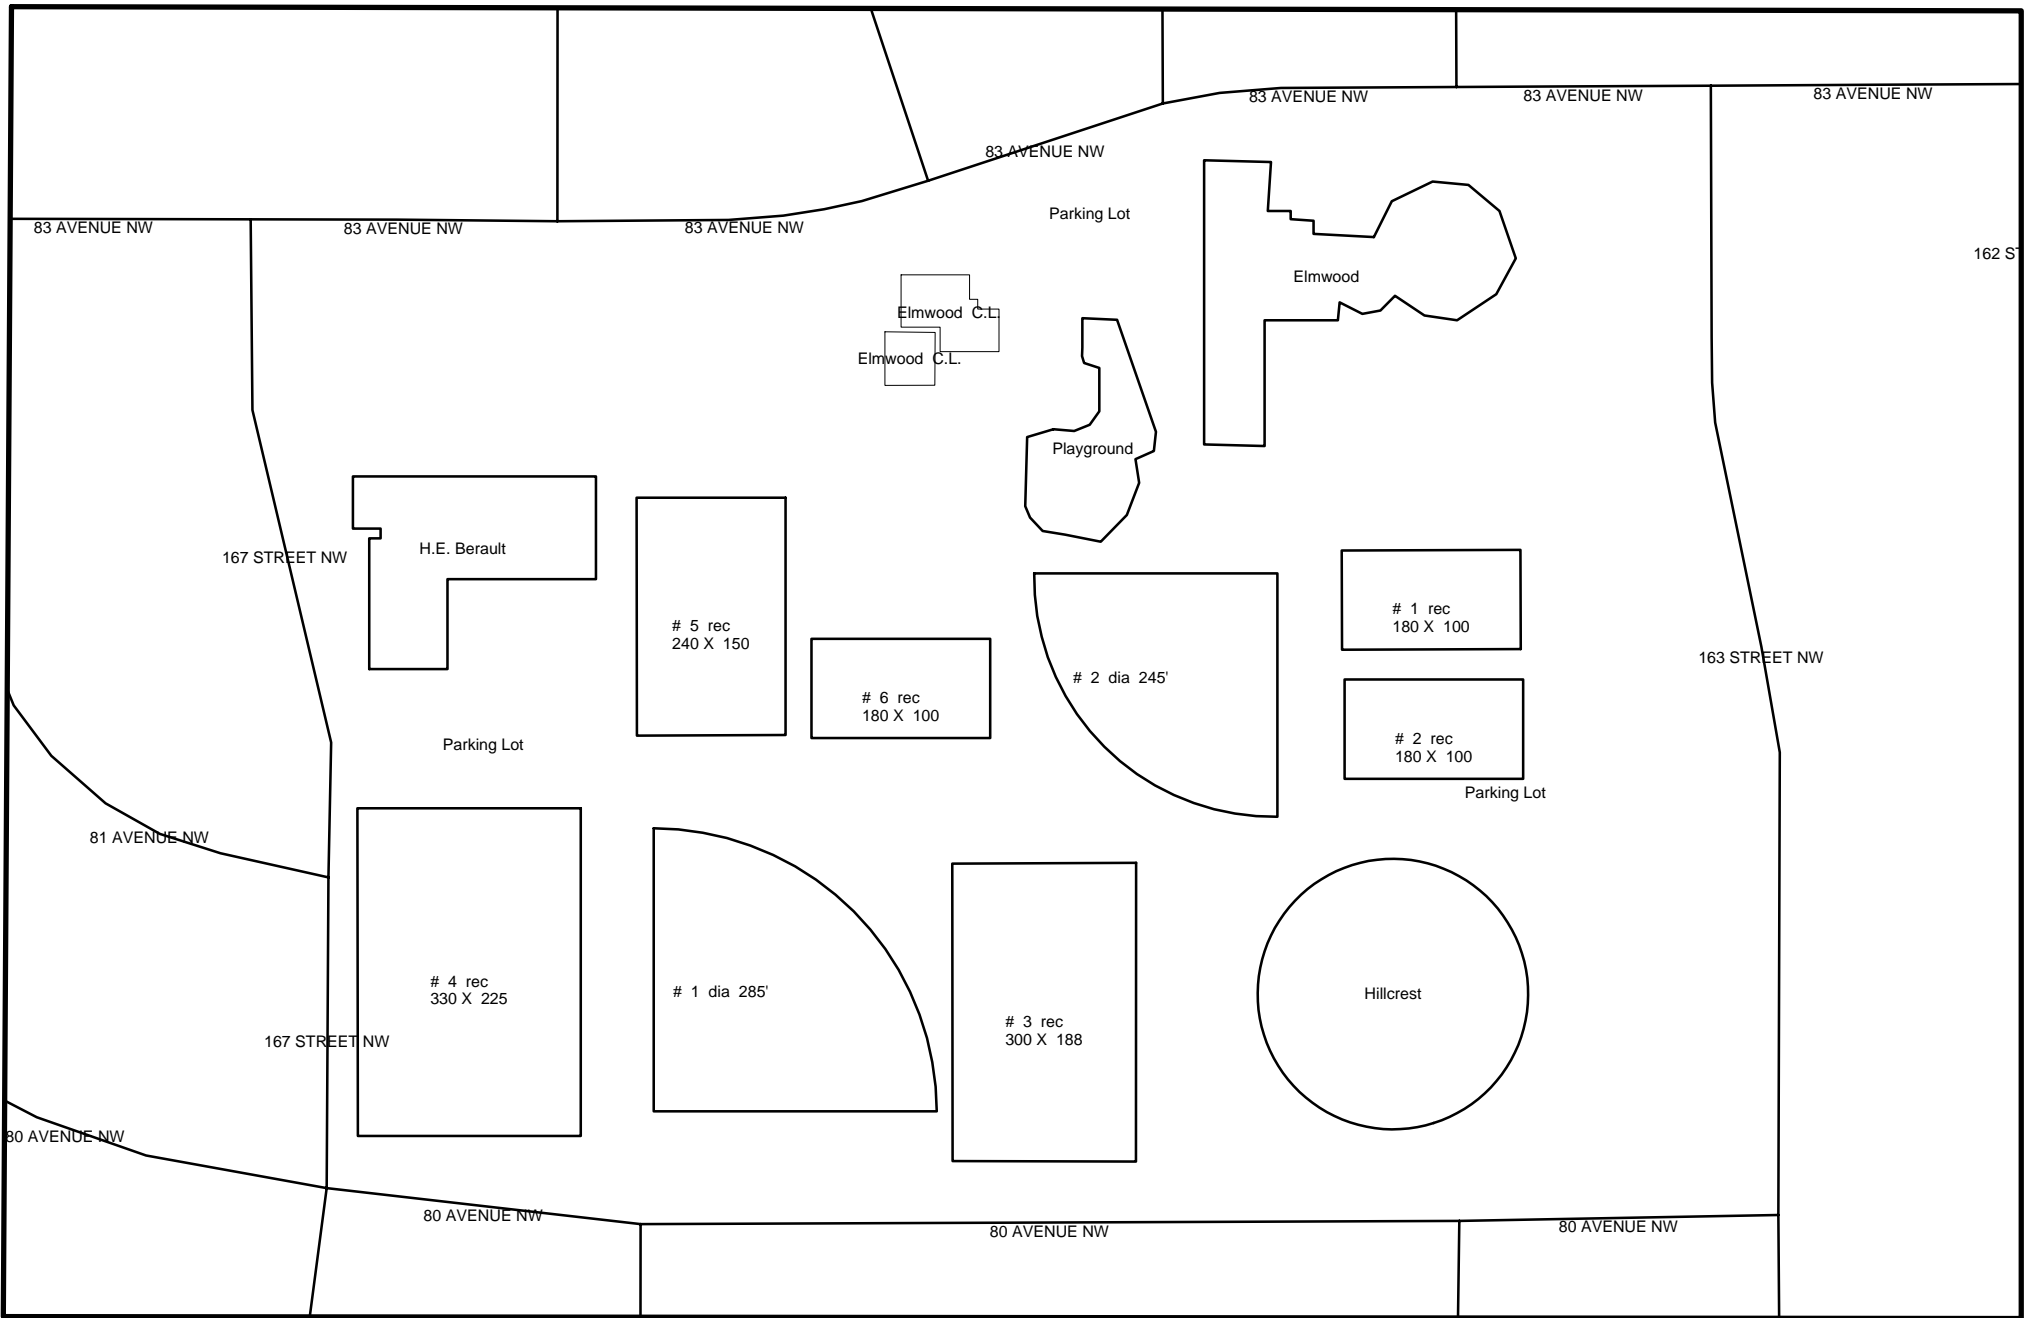 83 AVENUE NW
83 AVENUE NW
83 AVENUE NW
83 AVENUE NW
Parking Lot
83 AVENUE NW
83 AVENUE NW
83 AVENUE NW
162 ST
Elmwood
Elmwood C.L.
Elmwood C.L.
Playground
H.E. Berault
167 STREET NW
# 5 rec
240 X 150
# 1 rec
180 X 100
# 2 dia 245'
163 STREET NW
# 6 rec
180 X 100
Parking Lot
# 2 rec
180 X 100
Parking Lot
81 AVENUE NW
# 4 rec
330 X 225
# 1 dia 285'
Hillcrest
# 3 rec
300 X 188
167 STREET NW
80 AVENUE NW
80 AVENUE NW
80 AVENUE NW
80 AVENUE NW